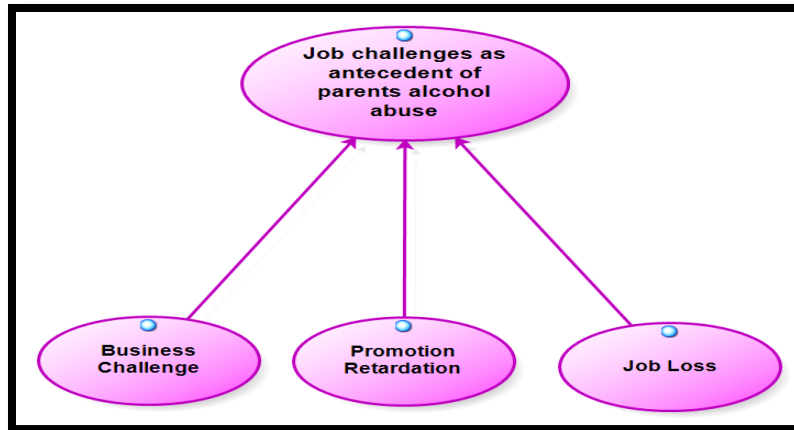 Job challenges as
antecedent of
parents alcohol
abuse
Business
Challenge
Promotion
Retardation
Job Loss